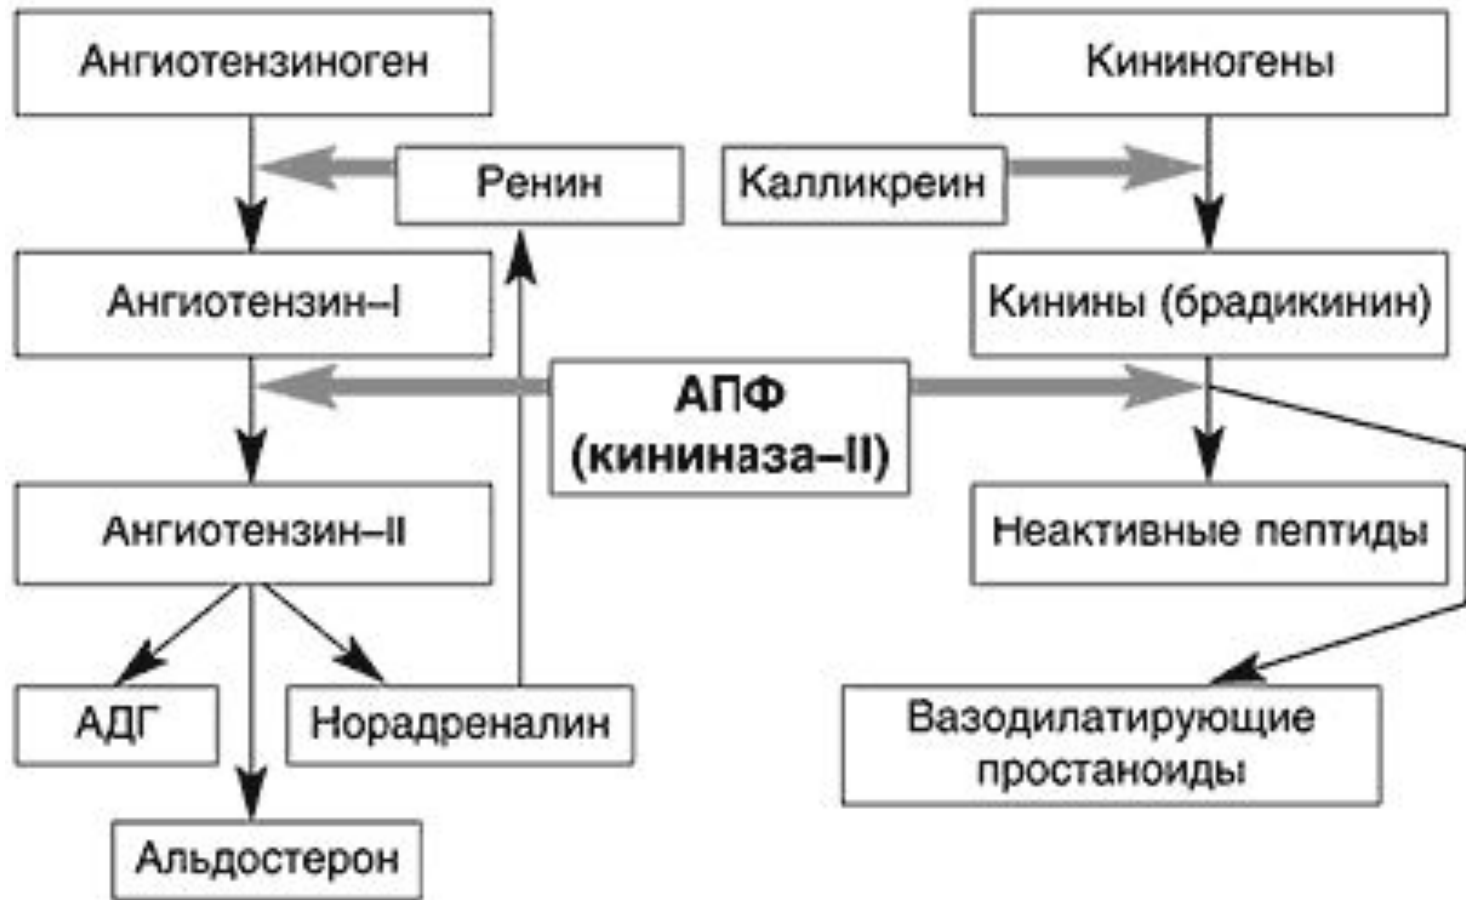 Ангиотензиноген
Кининогены
Ренин
Калликреин
Ангиотензин–I
Кинины (брадикинин)
АПФ
(кининаза–II)
Ангиотензин–II
Неактивные пептиды
АДГ
Норадреналин
Вазодилатирующие
простаноиды
Альдостерон